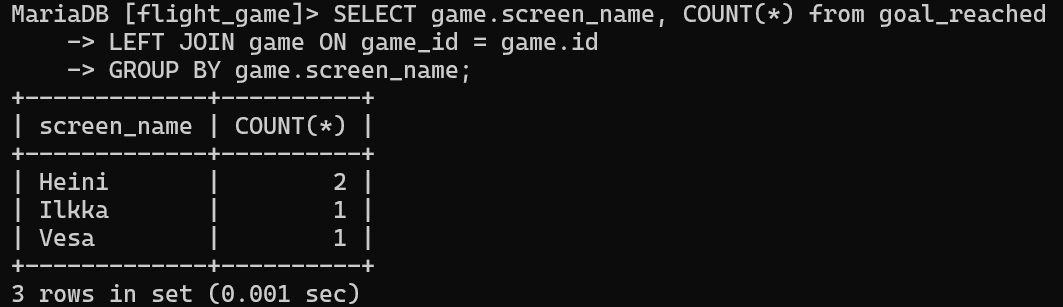 MariaDB [flight_game]> SELECT game.screen_name, COUNT(*) from goal_reached
    -> LEFT JOIN game ON game_id = game.id
    -> GROUP BY game.screen_name;
+-------------+----------+
| screen_name | COUNT(*) |
+-------------+----------+
| Heini       |        2 |
| Ilkka       |        1 |
| Vesa        |        1 |
+-------------+----------+
3 rows in set (0.001 sec)